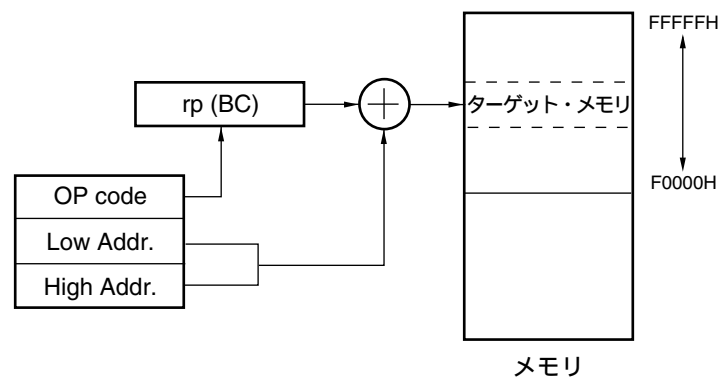 FFFFFH
rp (BC)
ターゲット・メモリ
OP code
F0000H
Low Addr.
High Addr.
メモリ